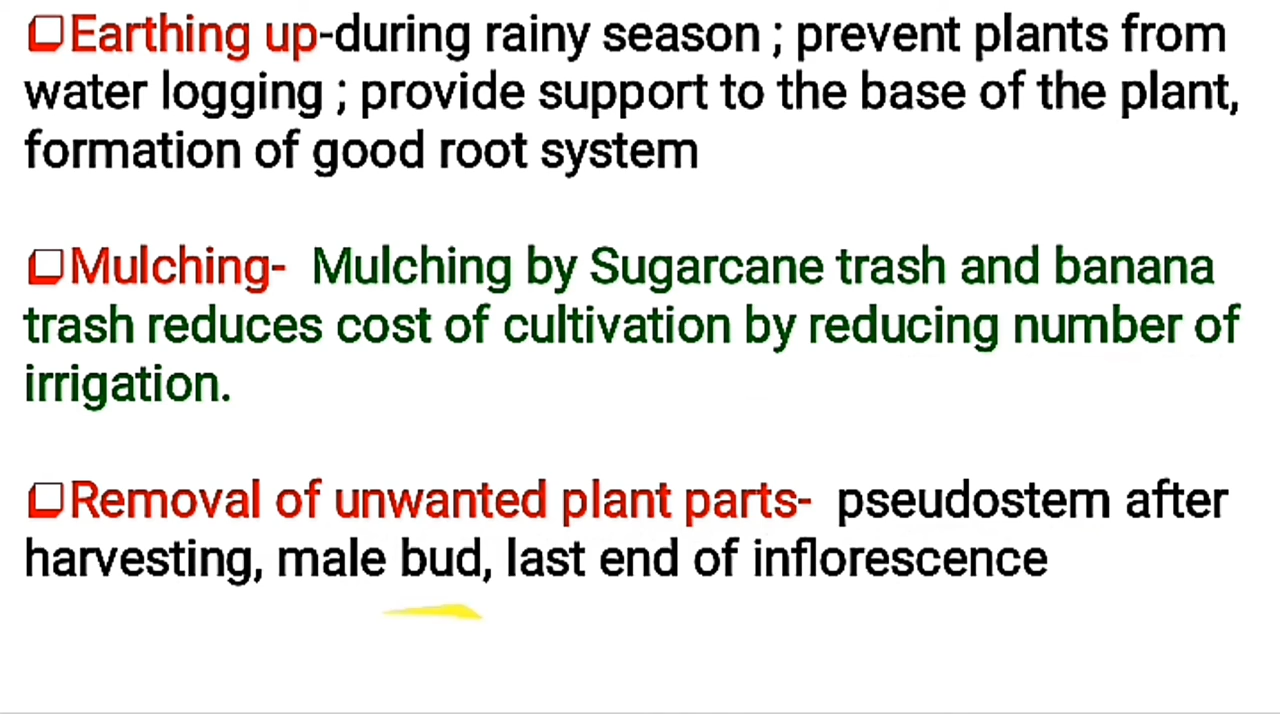 ❑Earthing up-during rainy season ; prevent plants from
water logging ; provide support to the base of the plant,
formation of good root system
❑Mulching- Mulching by Sugarcane trash and banana
trash reduces cost of cultivation by reducing number of
irrigation.
❑Removal of unwanted plant parts- pseudostem after
harvesting, male bud, last end of inflorescence